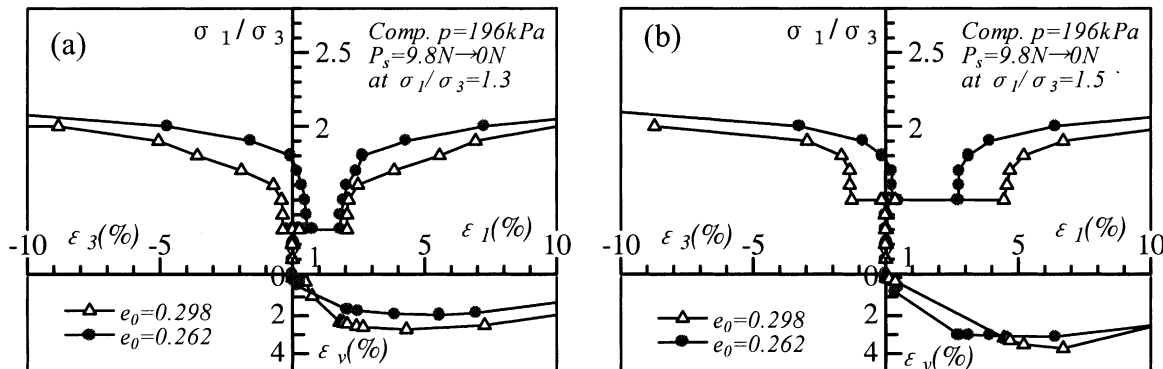 (a)
σ 1/σ 3
Comp. p=196kPa
Ps=9.8N→0N
at σ1/σ3=1.3
2.5
2
-10
ε 3(%)
-5
1
5
ε 1(%)
10
0
2
4
e0=0.298
e0=0.262
εv(%)
(b)
σ 1/σ 3
Comp. p=196kPa
Ps=9.8N→0N
at σ1/σ3=1.5
2.5
2
-10
ε 3(%)
-5
1
5
ε 1(%)
10
0
2
4
e0=0.298
e0=0.262
εv(%)